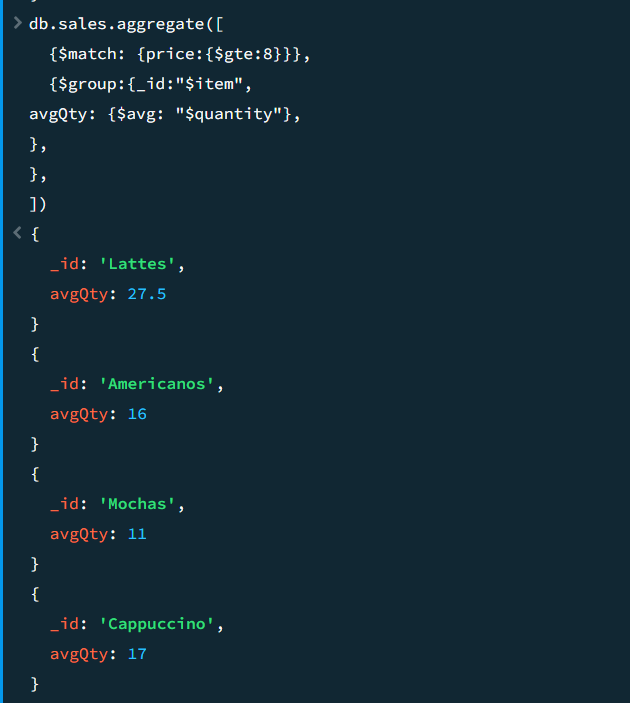 db.sales.aggregate([
{$match: {price:{$gte:8}}},
{$group:{_id:"$item",
avgQty: {$avg: "$quantity"},
},
},
])
{
_id: 'Lattes',
avgQty: 27.5
}
{
_id: 'Americanos',
avgQty: 16
}
{
_id: 'Mochas',
avgQty: 11
}
{
_id: 'Cappuccino',
avgQty: 17
}